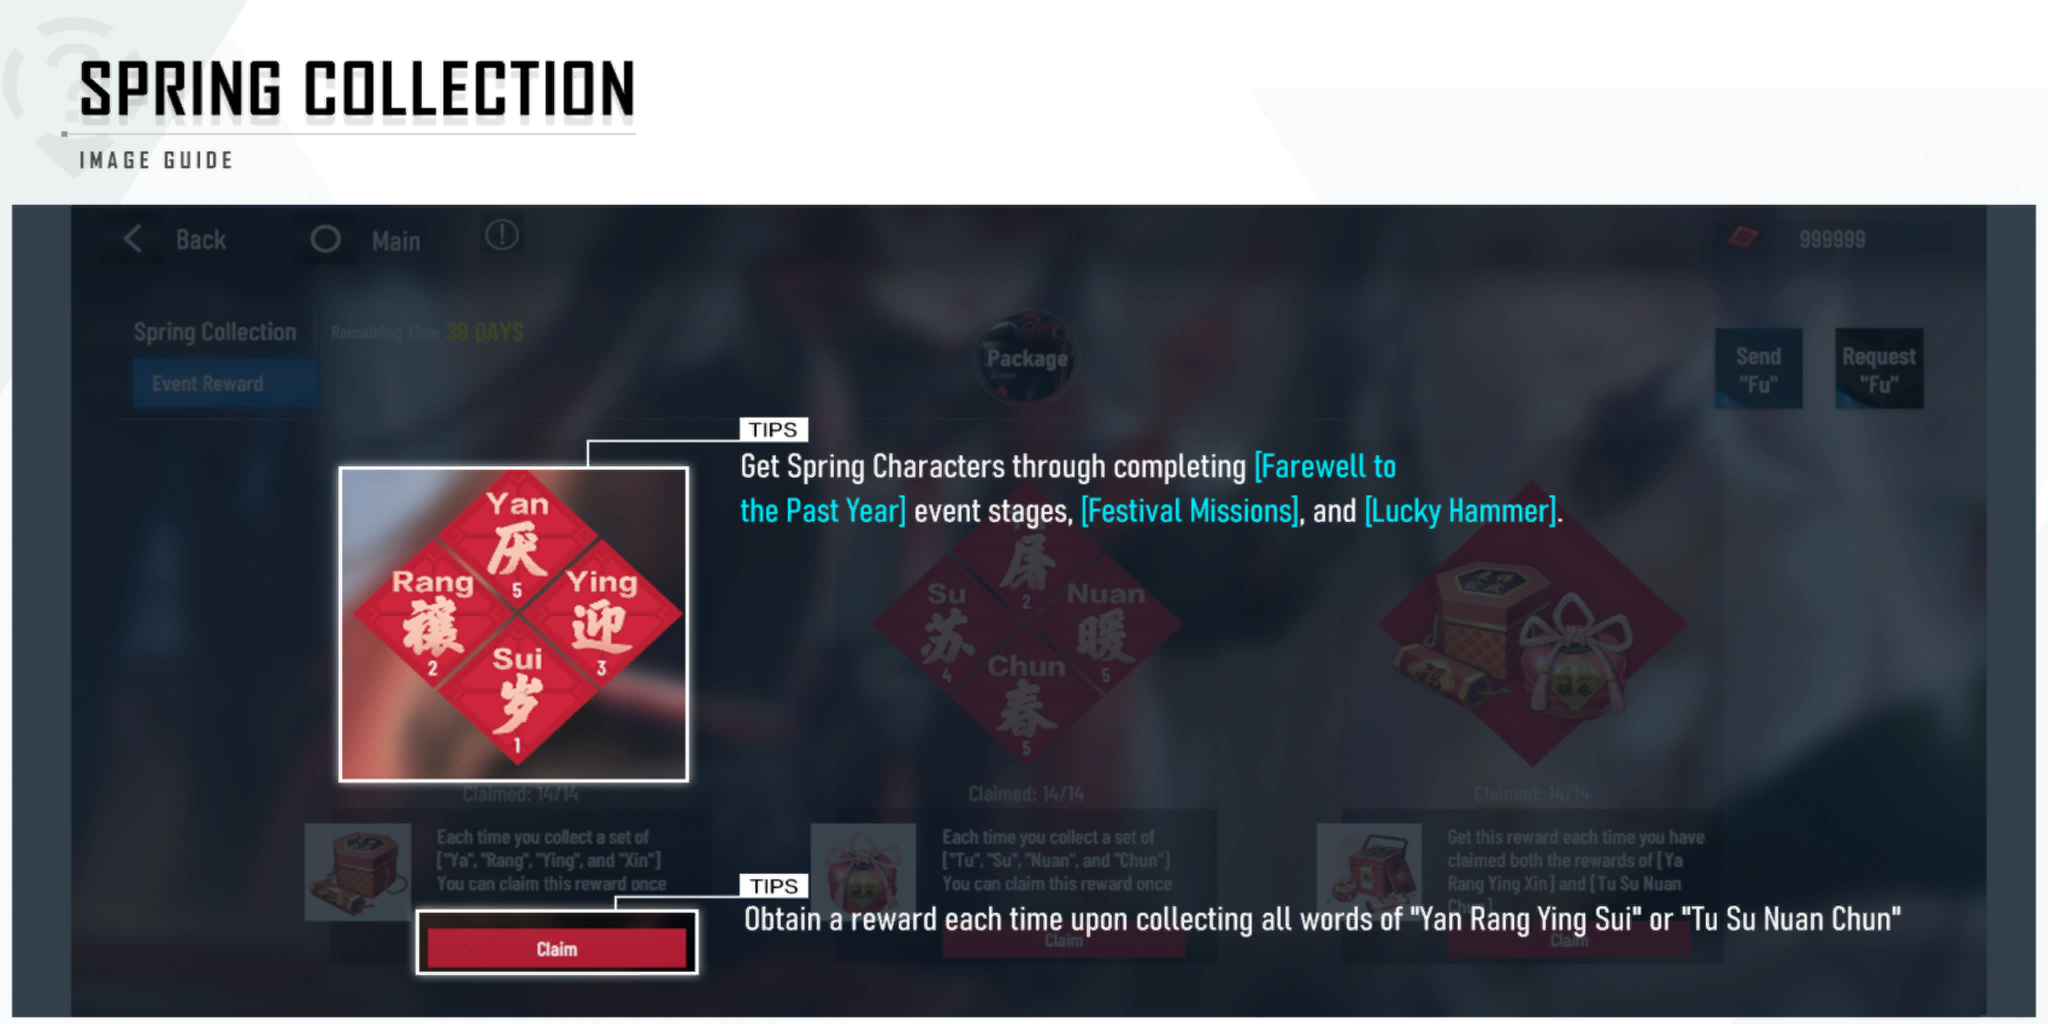 SPRING COLLECTION
IMAGE GUIDE
Back
Main
999999
Spring Collection
Remaining Time 30 DAYS
Event Reward
Package
Send
"Fu"
Request
"Fu"
TIPS
Get Spring Characters through completing [Farewell to
the Past Year] event stages, [Festival Missions], and [Lucky Hammer].
Yan
厌
5
Rang
禳
2
Ying
迎
3
Sui
岁
1
屠
2
Su
苏
4
Nuan
暖
5
Chun
春
5
Claimed: 14/14
Claimed: 14/14
Claimed: 14/14
Each time you collect a set of
["Ya", "Rang", "Ying", and "Xin"]
You can claim this reward once
Each time you collect a set of
["Tu", "Su", "Nuan", and "Chun"]
You can claim this reward once
Get this reward each time you have
claimed both the rewards of [Ya
Rang Ying Xin] and [Tu Su Nuan
Chun]
TIPS
Obtain a reward each time upon collecting all words of "Yan Rang Ying Sui" or "Tu Su Nuan Chun"
Claim
Claim
Claim